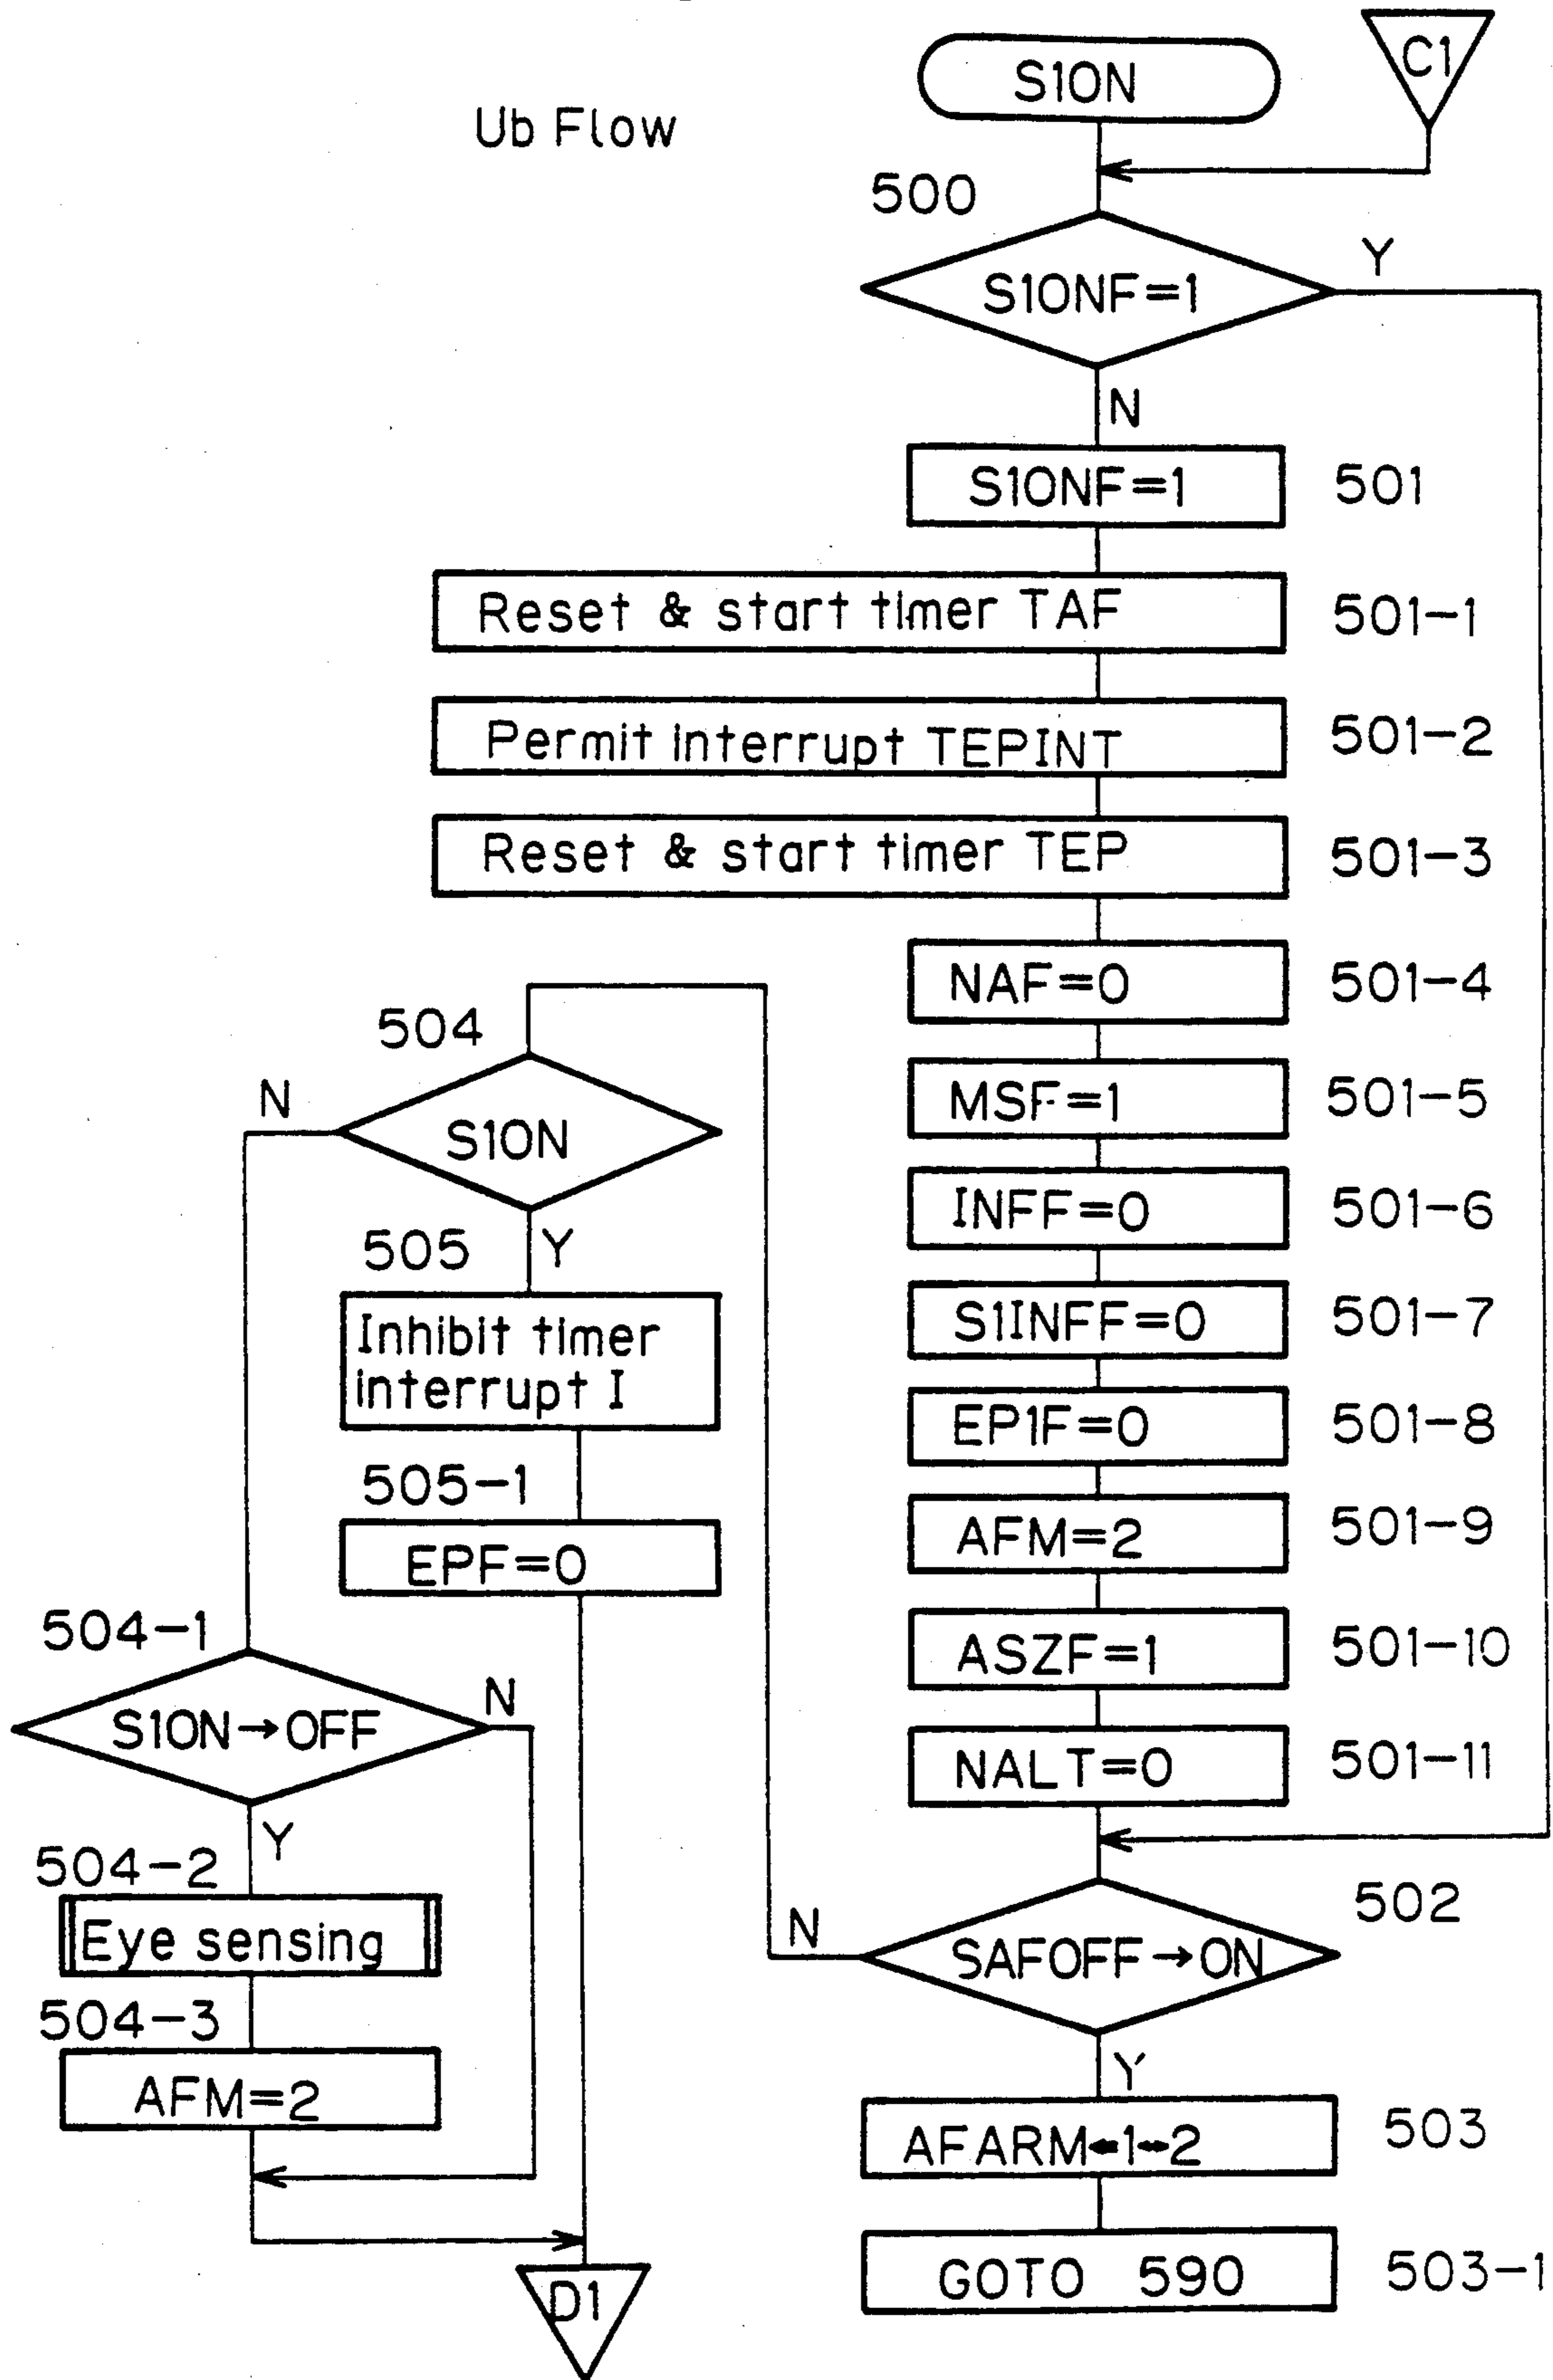 Ub Flow
S1ON
C1
500
S1ONF=1
Y
N
S1ONF=1
501
Reset & start timer TAF
501-1
Permit interrupt TEPINT
501-2
Reset & start timer TEP
501-3
NAF=0
501-4
MSF=1
501-5
INFF=0
501-6
S1INFF=0
501-7
EP1F=0
501-8
AFM=2
501-9
ASZF=1
501-10
NALT=0
501-11
SAFOFF→ON
502
N
Y
AFARM←1↔2
503
GOTO 590
503-1
504
S1ON
N
Y
505
Inhibit timer
interrupt I
505-1
EPF=0
504-1
S1ON→OFF
N
Y
504-2
Eye sensing
504-3
AFM=2
D1